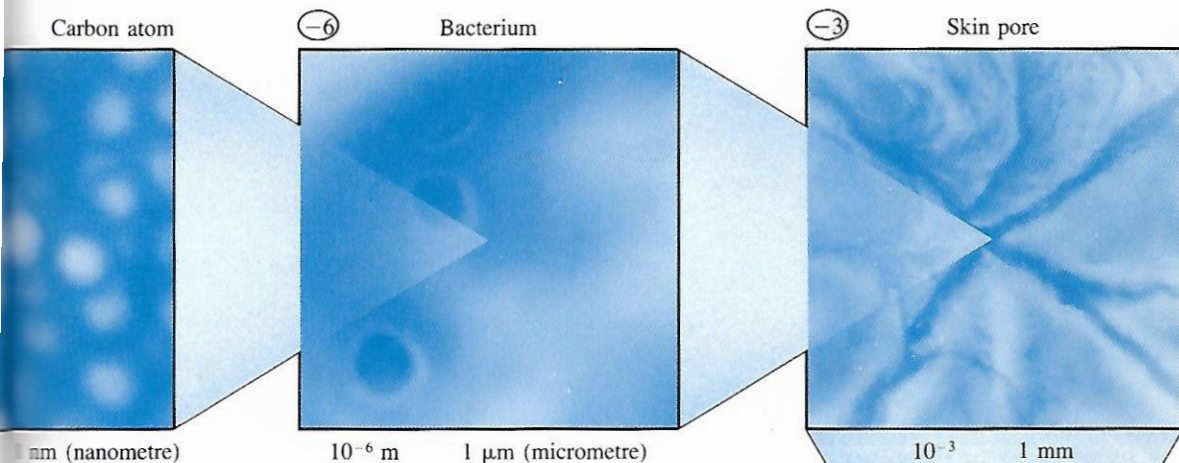 Carbon atom
−6 Bacterium
−3 Skin pore
nm (nanometre)
10⁻⁶ m 1 μm (micrometre)
10⁻³ 1 mm